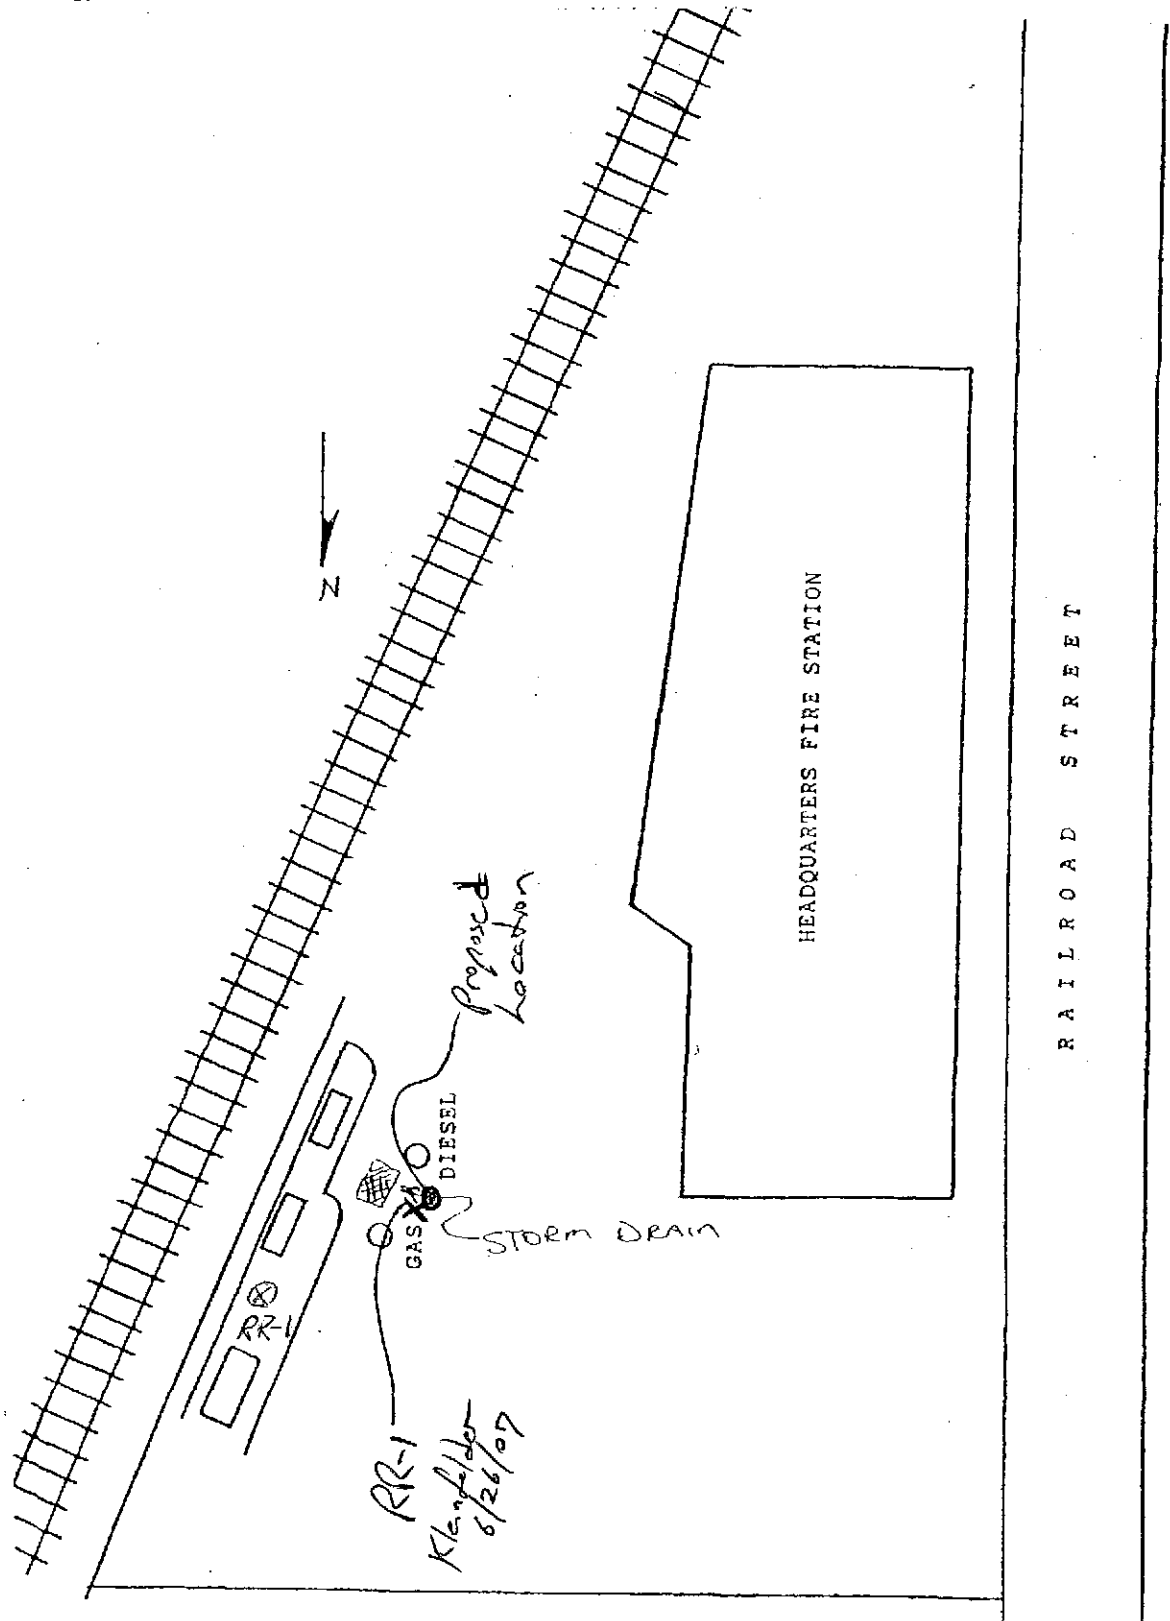 N
HEADQUARTERS FIRE STATION
RAILROAD STREET
Proposed
Location
DIESEL
GAS
STORM DRAIN
RR-1
RR-1
Kleinfelder
6/26/07